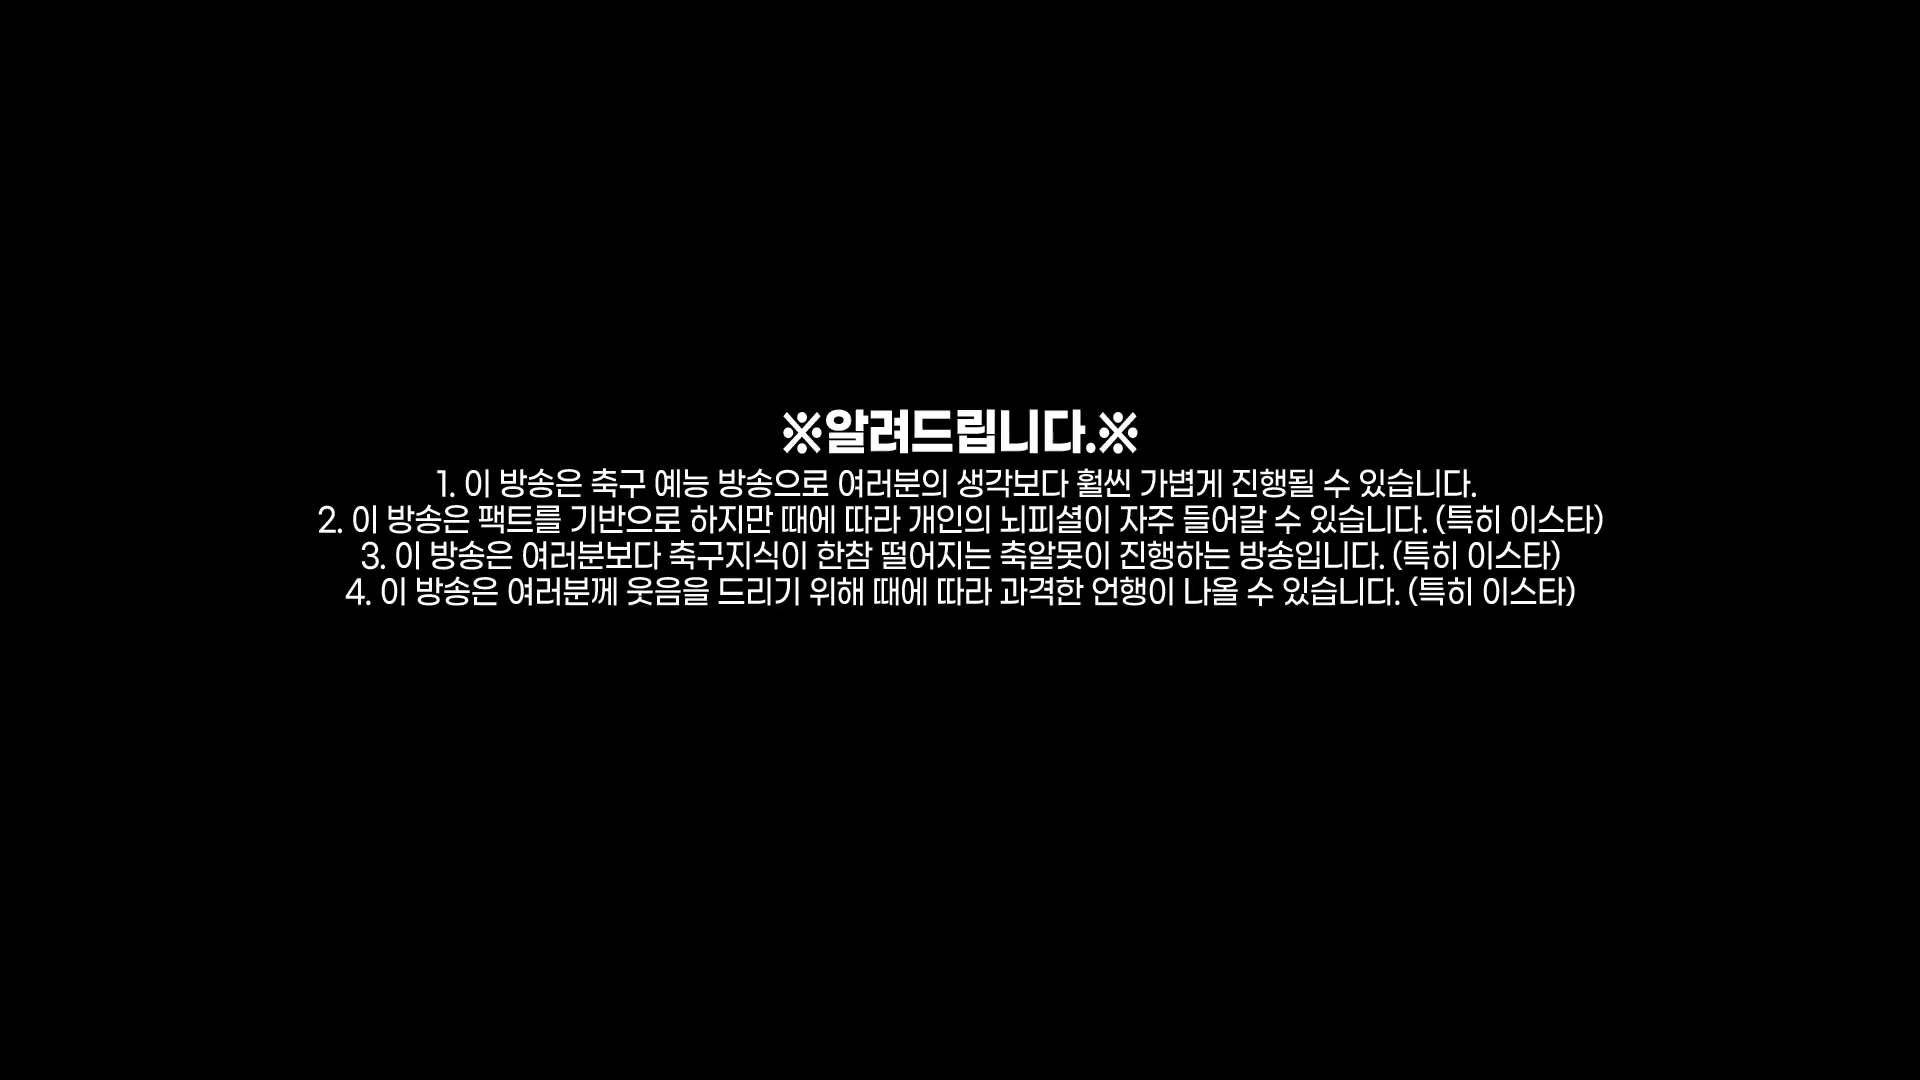 ※알려드립니다.※
1. 이 방송은 축구 예능 방송으로 여러분의 생각보다 훨씬 가볍게 진행될 수 있습니다.
2. 이 방송은 팩트를 기반으로 하지만 때에 따라 개인의 뇌피셜이 자주 들어갈 수 있습니다. (특히 이스타)
3. 이 방송은 여러분보다 축구지식이 한참 떨어지는 축알못이 진행하는 방송입니다. (특히 이스타)
4. 이 방송은 여러분께 웃음을 드리기 위해 때에 따라 과격한 언행이 나올 수 있습니다. (특히 이스타)